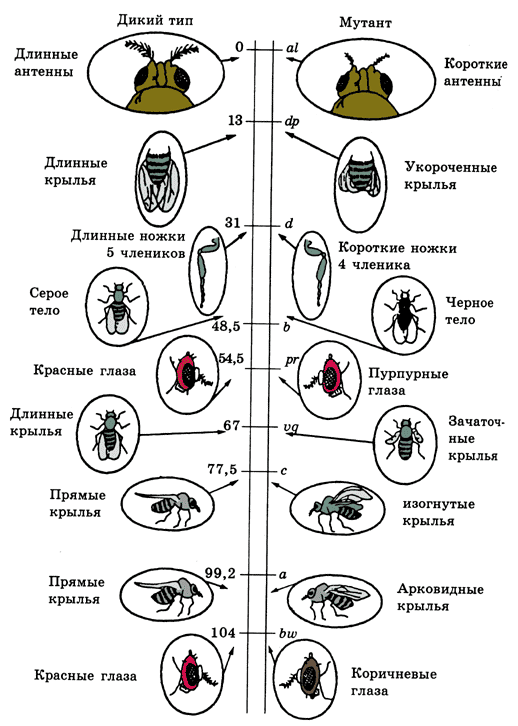 Дикий тип
Мутант
Длинные
антенны
0
al
Короткие
антенны
13
dp
Длинные
крылья
Укороченные
крылья
31
d
Длинные ножки
5 члеников
Короткие ножки
4 членика
Серое
тело
48,5
b
Черное
тело
Красные глаза
54,5
pr
Пурпурные
глаза
Длинные
крылья
67
vg
Зачаточ-
ные
крылья
77,5
c
Прямые
крылья
изогнутые
крылья
99,2
a
Прямые
крылья
Арковидные
крылья
104
bw
Красные глаза
Коричневые
глаза